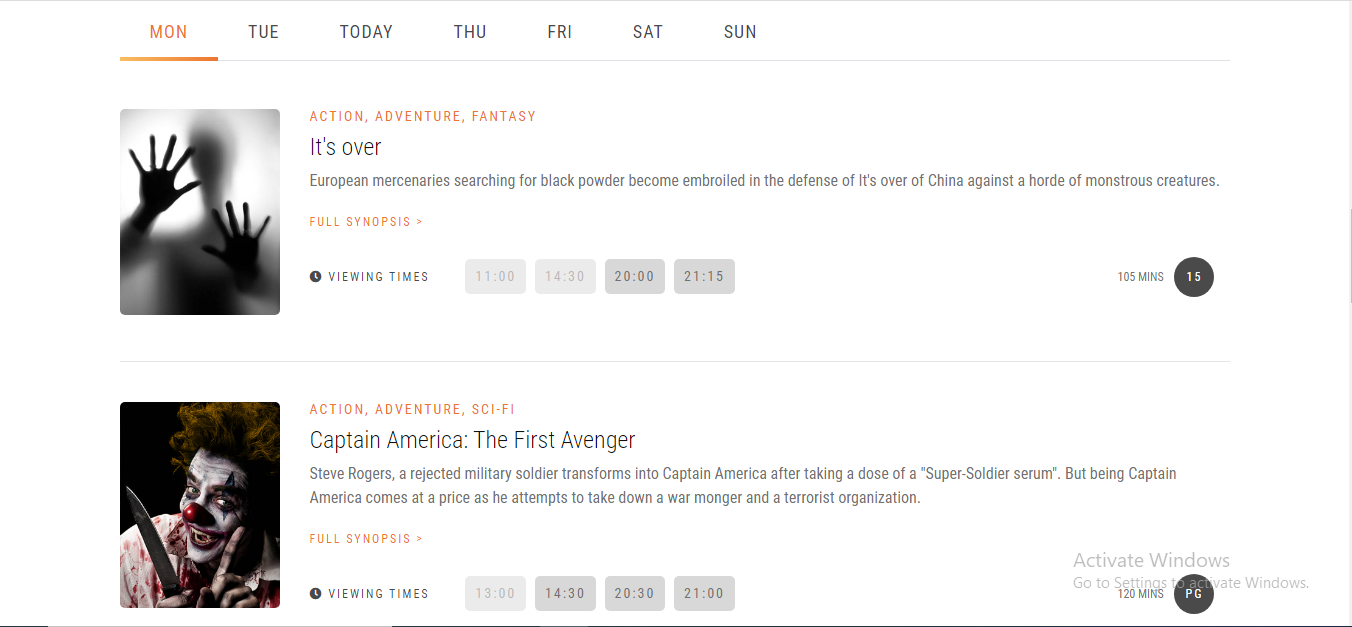 MON TUE TODAY THU FRI SAT SUN
ACTION, ADVENTURE, FANTASY
It's over
European mercenaries searching for black powder become embroiled in the defense of It's over of China against a horde of monstrous creatures.
FULL SYNOPSIS >
VIEWING TIMES 11:00 14:30 20:00 21:15 105 MINS 15
ACTION, ADVENTURE, SCI-FI
Captain America: The First Avenger
Steve Rogers, a rejected military soldier transforms into Captain America after taking a dose of a "Super-Soldier serum". But being Captain
America comes at a price as he attempts to take down a war monger and a terrorist organization.
FULL SYNOPSIS >
Activate Windows
Go to Settings to activate Windows.
VIEWING TIMES 13:00 14:30 20:30 21:00 120 MINS PG